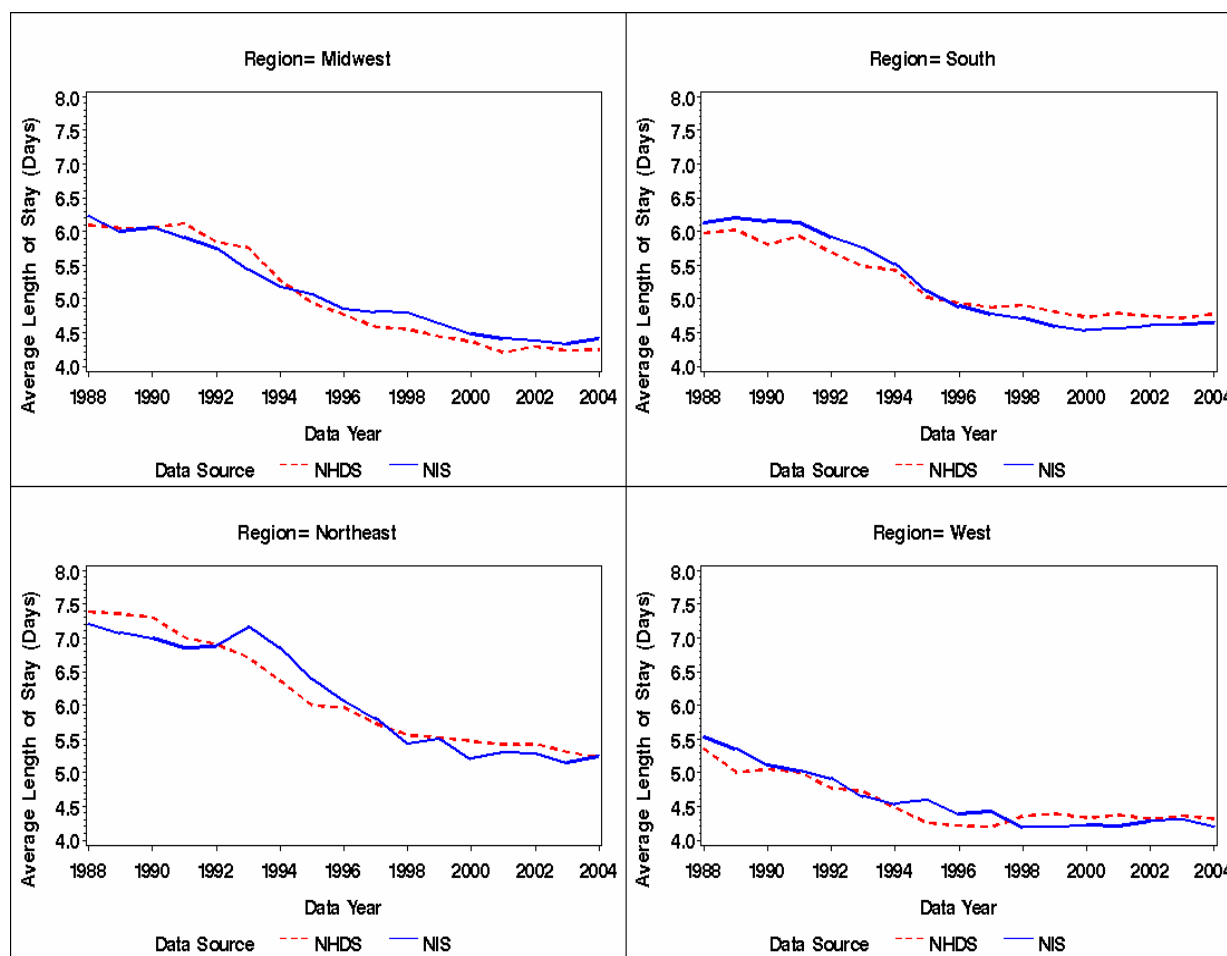 Region= Midwest
Average Length of Stay (Days)
8.0
7.5
7.0
6.5
6.0
5.5
5.0
4.5
4.0
1988 1990 1992 1994 1996 1998 2000 2002 2004
Data Year
Data Source NHDS NIS
Region= South
Average Length of Stay (Days)
8.0
7.5
7.0
6.5
6.0
5.5
5.0
4.5
4.0
1988 1990 1992 1994 1996 1998 2000 2002 2004
Data Year
Data Source NHDS NIS
Region= Northeast
Average Length of Stay (Days)
8.0
7.5
7.0
6.5
6.0
5.5
5.0
4.5
4.0
1988 1990 1992 1994 1996 1998 2000 2002 2004
Data Year
Data Source NHDS NIS
Region= West
Average Length of Stay (Days)
8.0
7.5
7.0
6.5
6.0
5.5
5.0
4.5
4.0
1988 1990 1992 1994 1996 1998 2000 2002 2004
Data Year
Data Source NHDS NIS